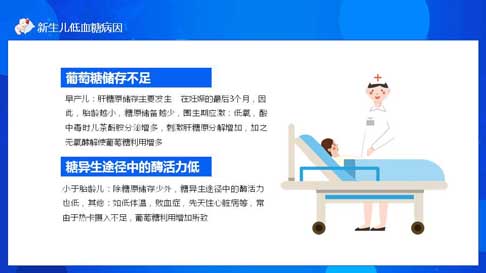 新生儿低血糖病因
葡萄糖储存不足
早产儿：肝糖原储存主要发生　在妊娠的最后3个月，因
此，胎龄越小，糖原储备越少，围生期应激：低氧，酸
中毒时儿茶酚胺分泌增多，刺激肝糖原分解增加，加之
无氧酵解使葡萄糖利用增多
糖异生途径中的酶活力低
小于胎龄儿：除糖原储存少外，糖异生途径中的酶活力
也低，其他：如低体温，败血症，先天性心脏病等，常
由于热卡摄入不足，葡萄糖利用增加所致